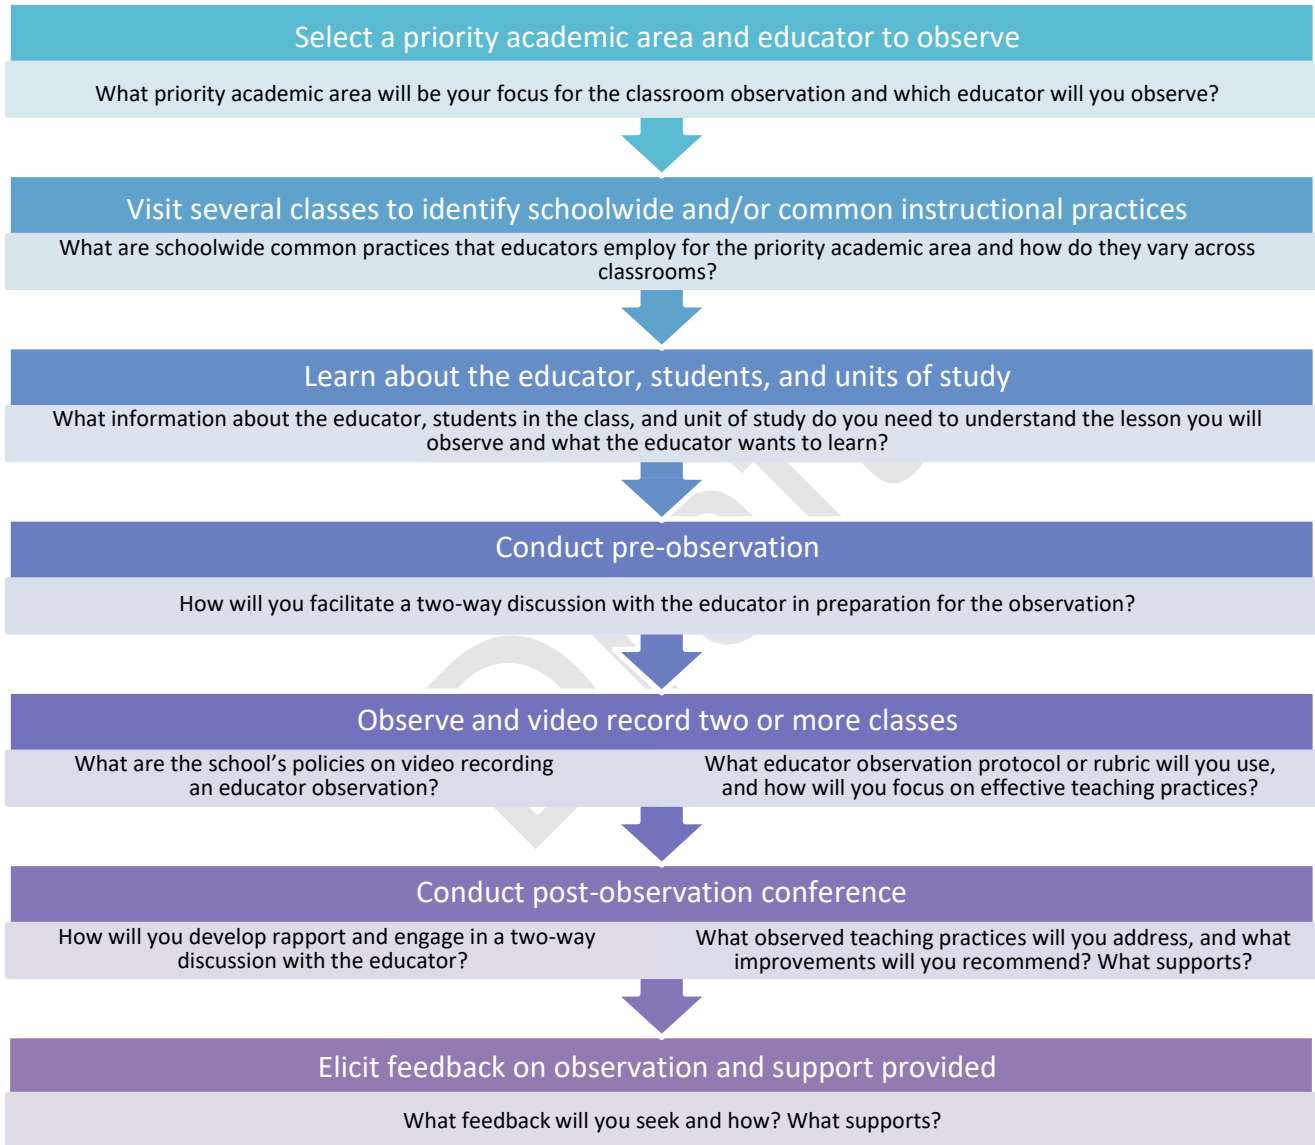 Select a priority academic area and educator to observe
What priority academic area will be your focus for the classroom observation and which educator will you observe?
Visit several classes to identify schoolwide and/or common instructional practices
What are schoolwide common practices that educators employ for the priority academic area and how do they vary across
classrooms?
Learn about the educator, students, and units of study
What information about the educator, students in the class, and unit of study do you need to understand the lesson you will
observe and what the educator wants to learn?
Conduct pre-observation
How will you facilitate a two-way discussion with the educator in preparation for the observation?
Observe and video record two or more classes
What are the school’s policies on video recording
an educator observation?
What educator observation protocol or rubric will you use,
and how will you focus on effective teaching practices?
Conduct post-observation conference
How will you develop rapport and engage in a two-way
discussion with the educator?
What observed teaching practices will you address, and what
improvements will you recommend? What supports?
Elicit feedback on observation and support provided
What feedback will you seek and how? What supports?